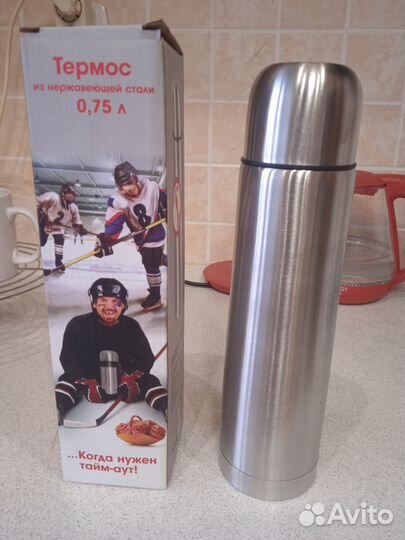 Термос
из нержавеющей стали
0,75 л
...Когда нужен
тайм-аут!
Avito